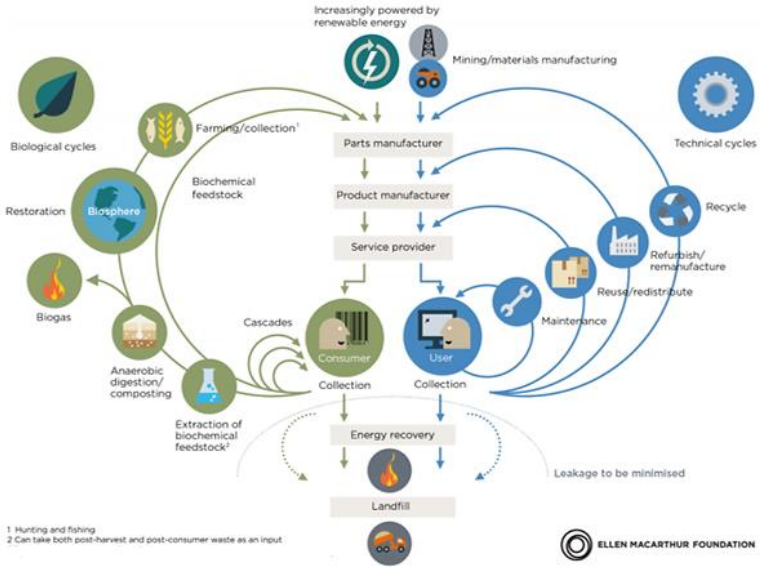 Increasingly powered by
renewable energy
Mining/materials manufacturing
Biological cycles
Technical cycles
Farming/collection¹
Parts manufacturer
Biochemical
feedstock
Product manufacturer
Restoration
Biosphere
Recycle
Service provider
Refurbish/
remanufacture
Biogas
Reuse/redistribute
Cascades
Maintenance
Consumer
User
Anaerobic
digestion/
composting
Collection
Collection
Extraction of
biochemical
feedstock²
Energy recovery
Leakage to be minimised
Landfill
1 Hunting and fishing
2 Can take both post-harvest and post-consumer waste as an input
ELLEN MACARTHUR FOUNDATION